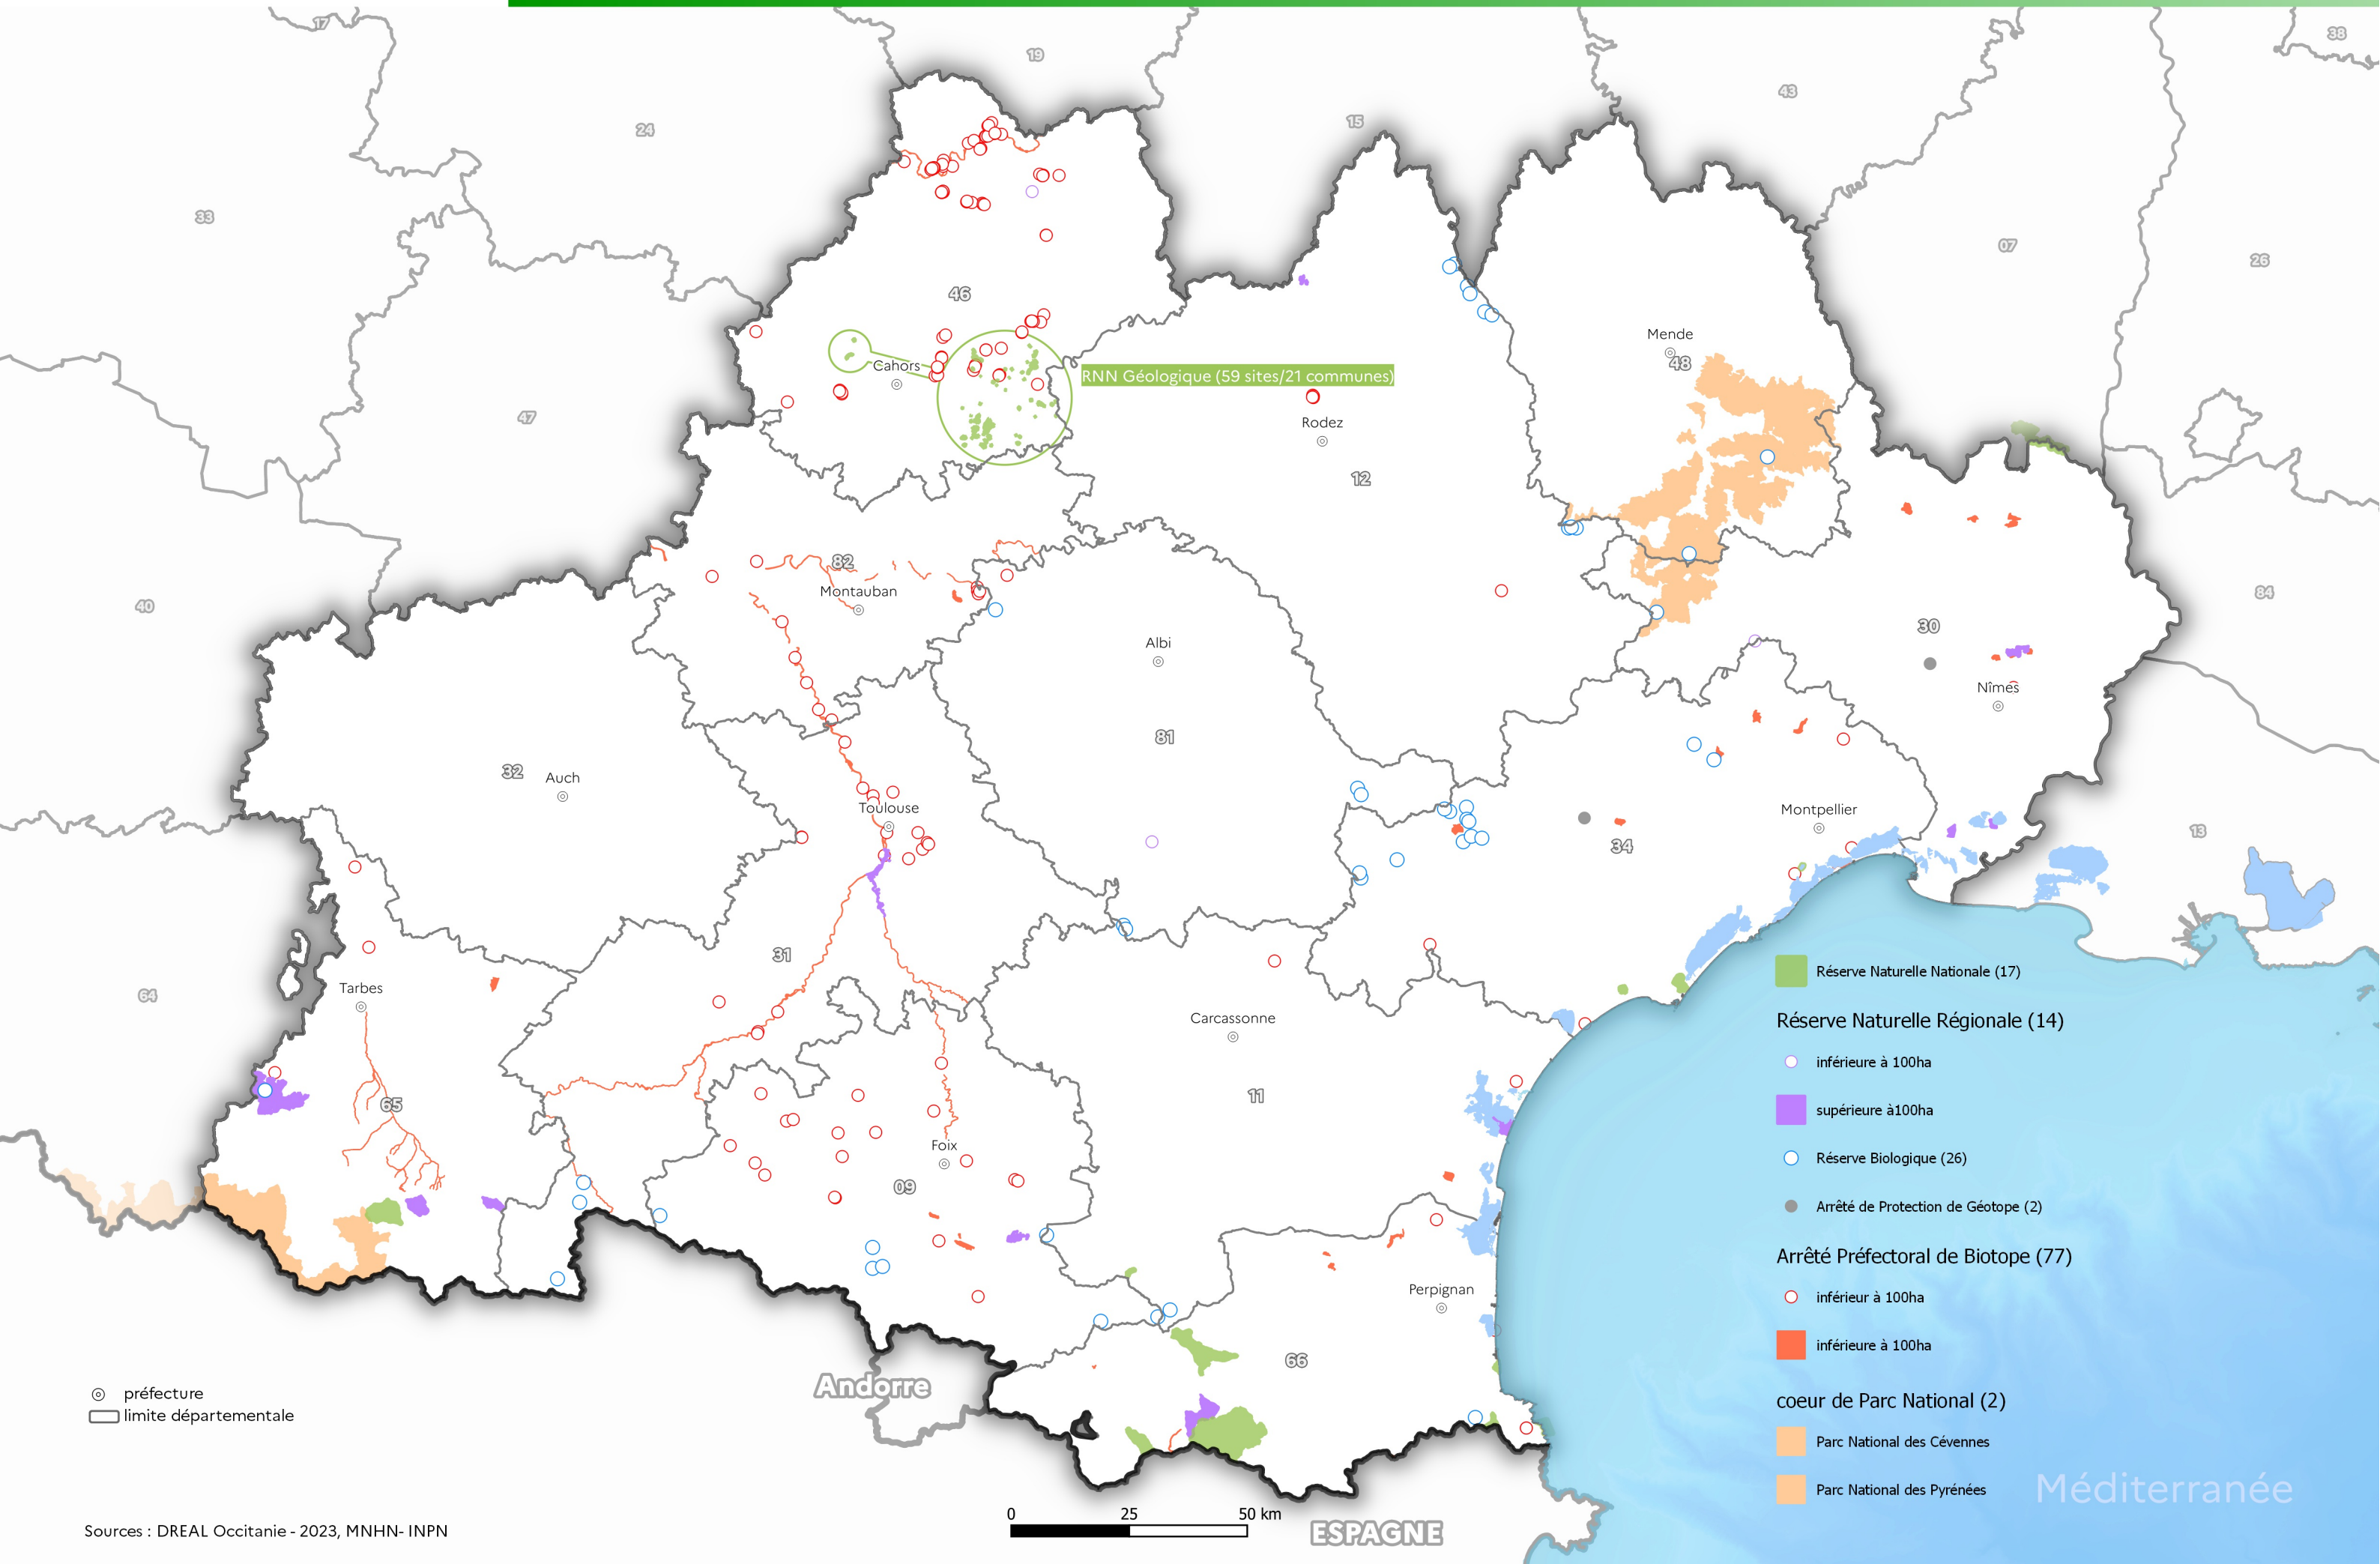 17
19
38
43
24
15
33
07
26
46
Mende
48
Cahors
RNN Géologique (59 sites/21 communes)
47
Rodez
12
82
Montauban
40
84
30
Albi
Nîmes
81
32
Auch
Toulouse
Montpellier
13
34
31
64
Tarbes
Carcassonne
11
65
Foix
09
Perpignan
66
Andorre
Réserve Naturelle Nationale (17)
Réserve Naturelle Régionale (14)
inférieure à 100ha
supérieure à100ha
Réserve Biologique (26)
Arrêté de Protection de Géotope (2)
Arrêté Préfectoral de Biotope (77)
inférieur à 100ha
inférieure à 100ha
coeur de Parc National (2)
Parc National des Cévennes
Parc National des Pyrénées
Méditerranée
préfecture
limite départementale
0 25 50 km
ESPAGNE
Sources : DREAL Occitanie - 2023, MNHN- INPN